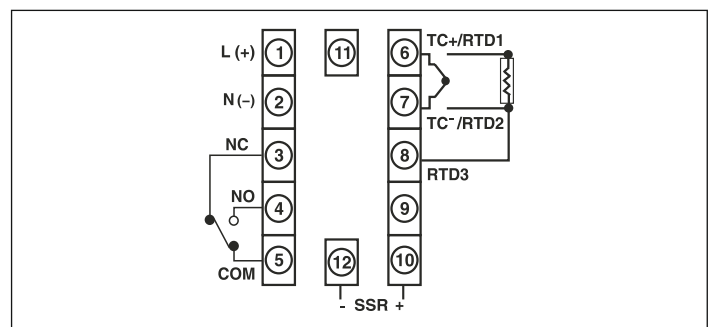 L (+) 1 11 6 TC+/RTD1
N (–) 2 7
TC⁻/RTD2
NC 3 8
RTD3
NO 4 9
5 12 10
COM
- SSR +